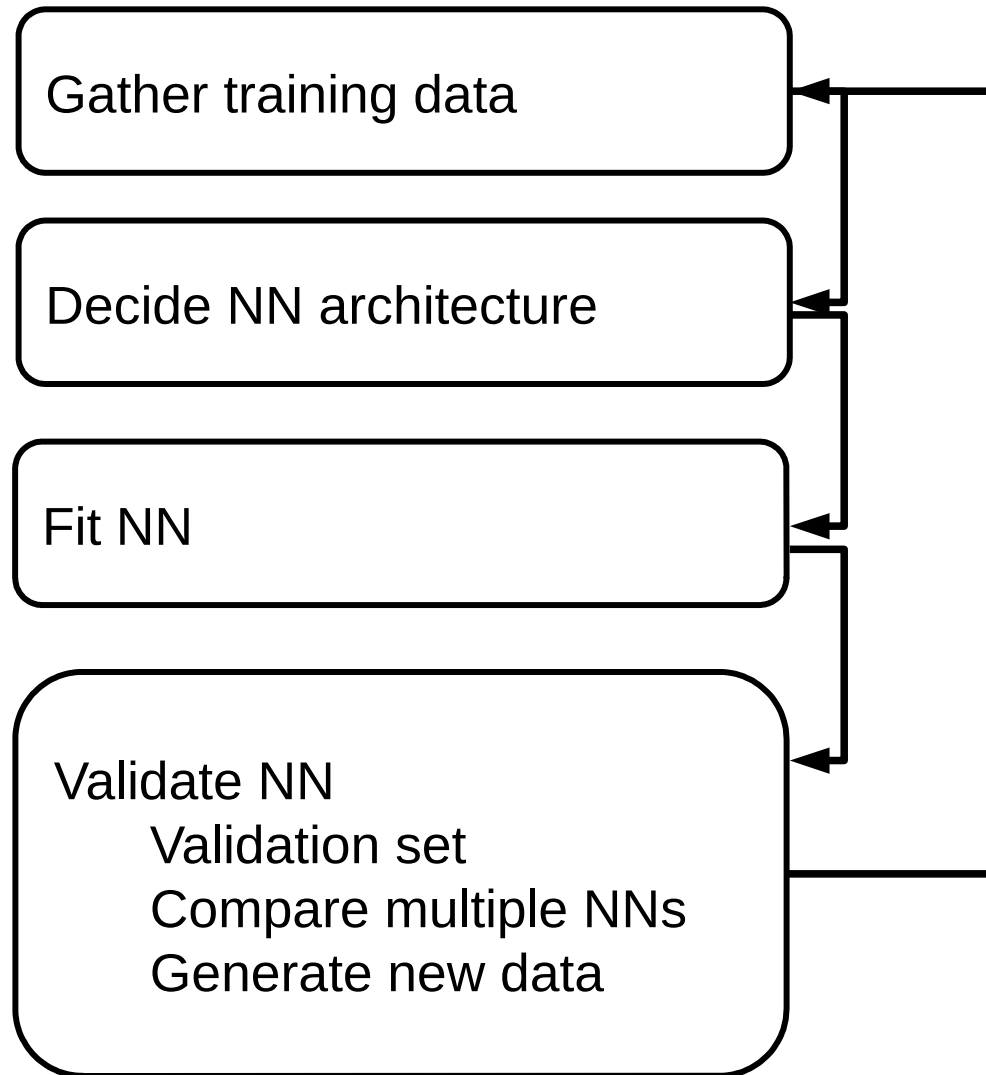 Gather training data
Decide NN architecture
Fit NN
Validate NN
Validation set
Compare multiple NNs
Generate new data